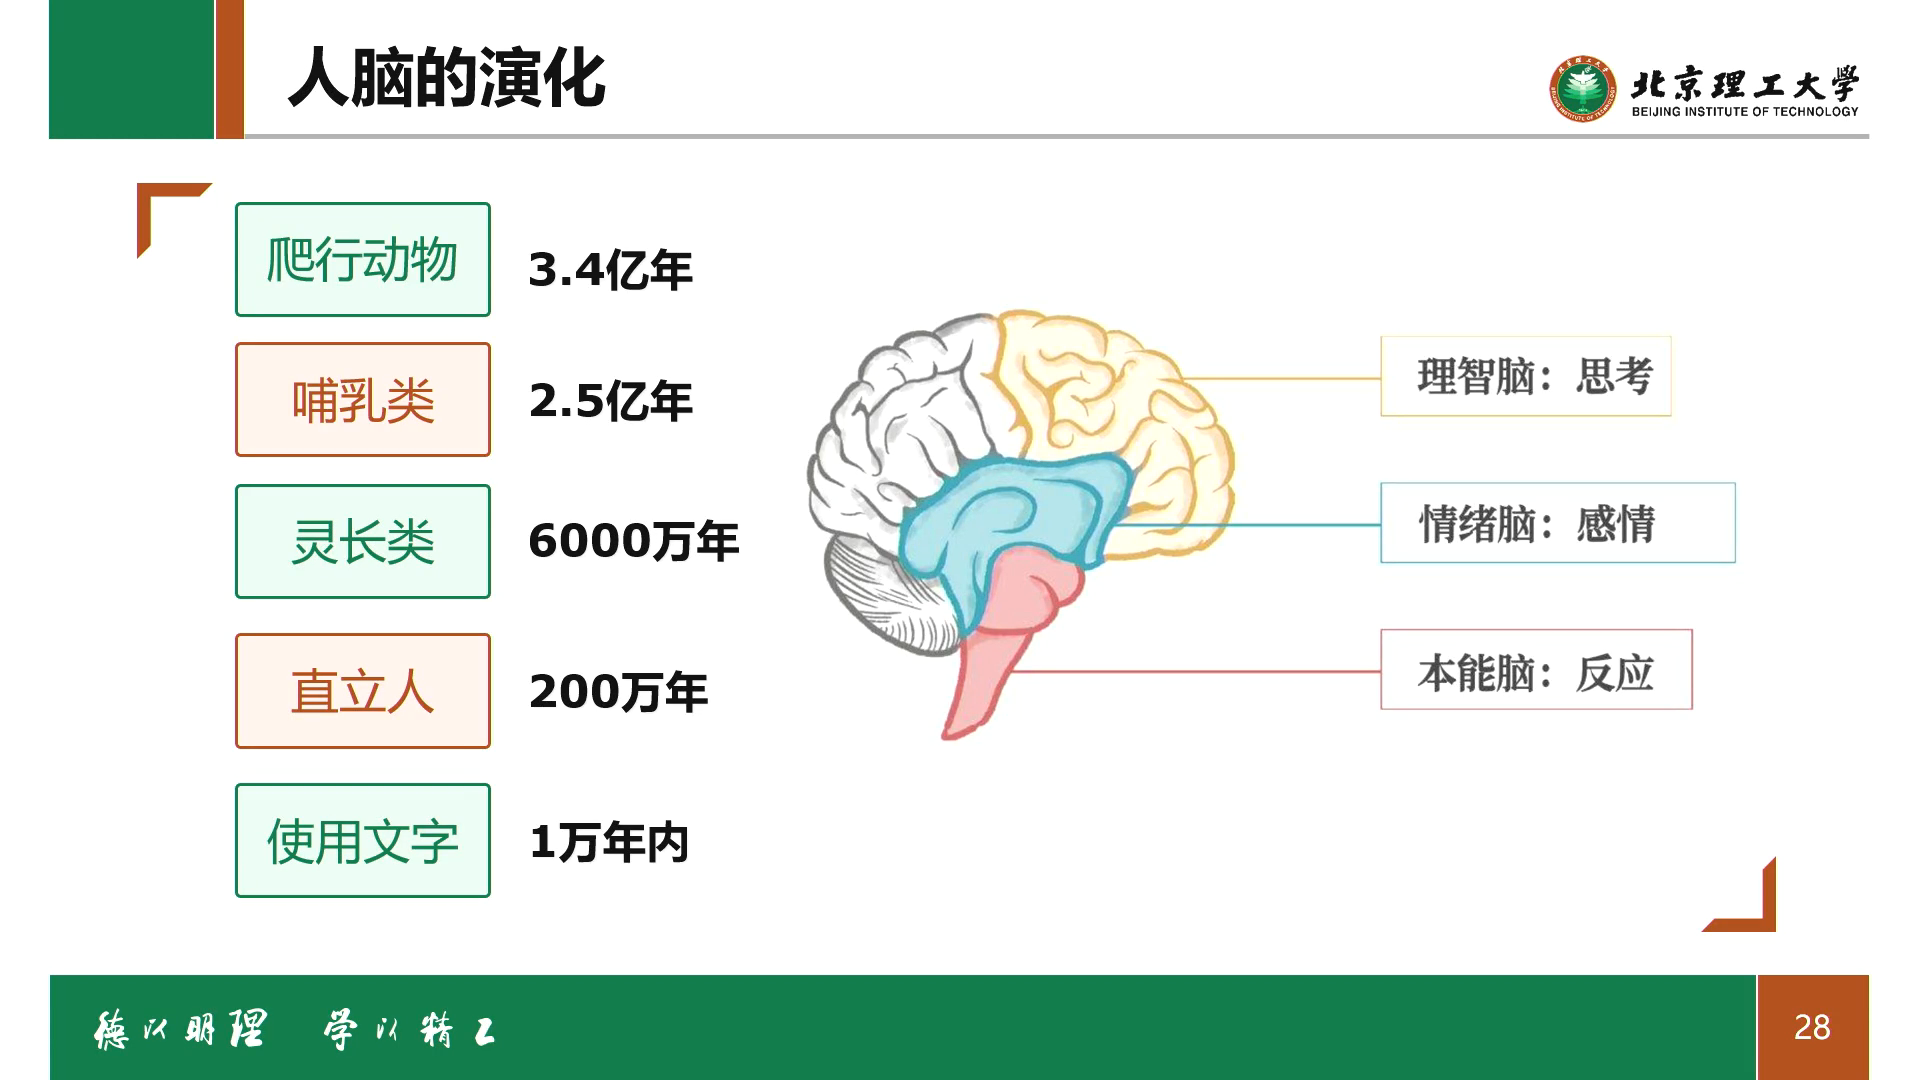 人脑的演化
北京理工大学
BEIJING INSTITUTE OF TECHNOLOGY
爬行动物
3.4亿年
哺乳类
2.5亿年
灵长类
6000万年
直立人
200万年
使用文字
1万年内
理智脑：思考
情绪脑：感情
本能脑：反应
德以明理 学以精工
28